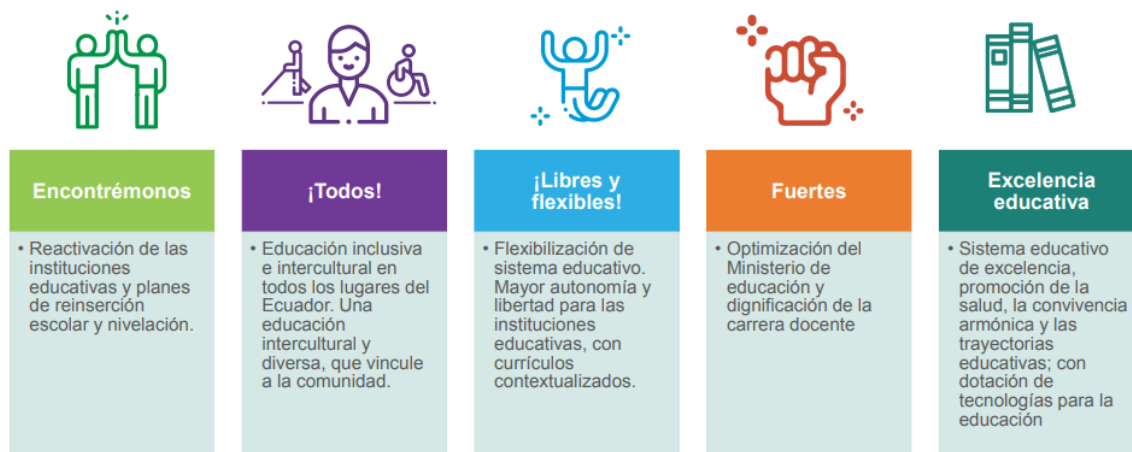 Encontrémonos
• Reactivación de las
instituciones
educativas y planes
de reinserción
escolar y nivelación.
¡Todos!
• Educación inclusiva
e intercultural en
todos los lugares del
Ecuador. Una
educación
intercultural y
diversa, que vincule
a la comunidad.
¡Libres y
flexibles!
• Flexibilización de
sistema educativo.
Mayor autonomía y
libertad para las
instituciones
educativas, con
currículos
contextualizados.
Fuertes
• Optimización del
Ministerio de
educación y
dignificación de la
carrera docente
Excelencia
educativa
• Sistema educativo
de excelencia,
promoción de la
salud, la convivencia
armónica y las
trayectorias
educativas; con
dotación de
tecnologías para la
educación